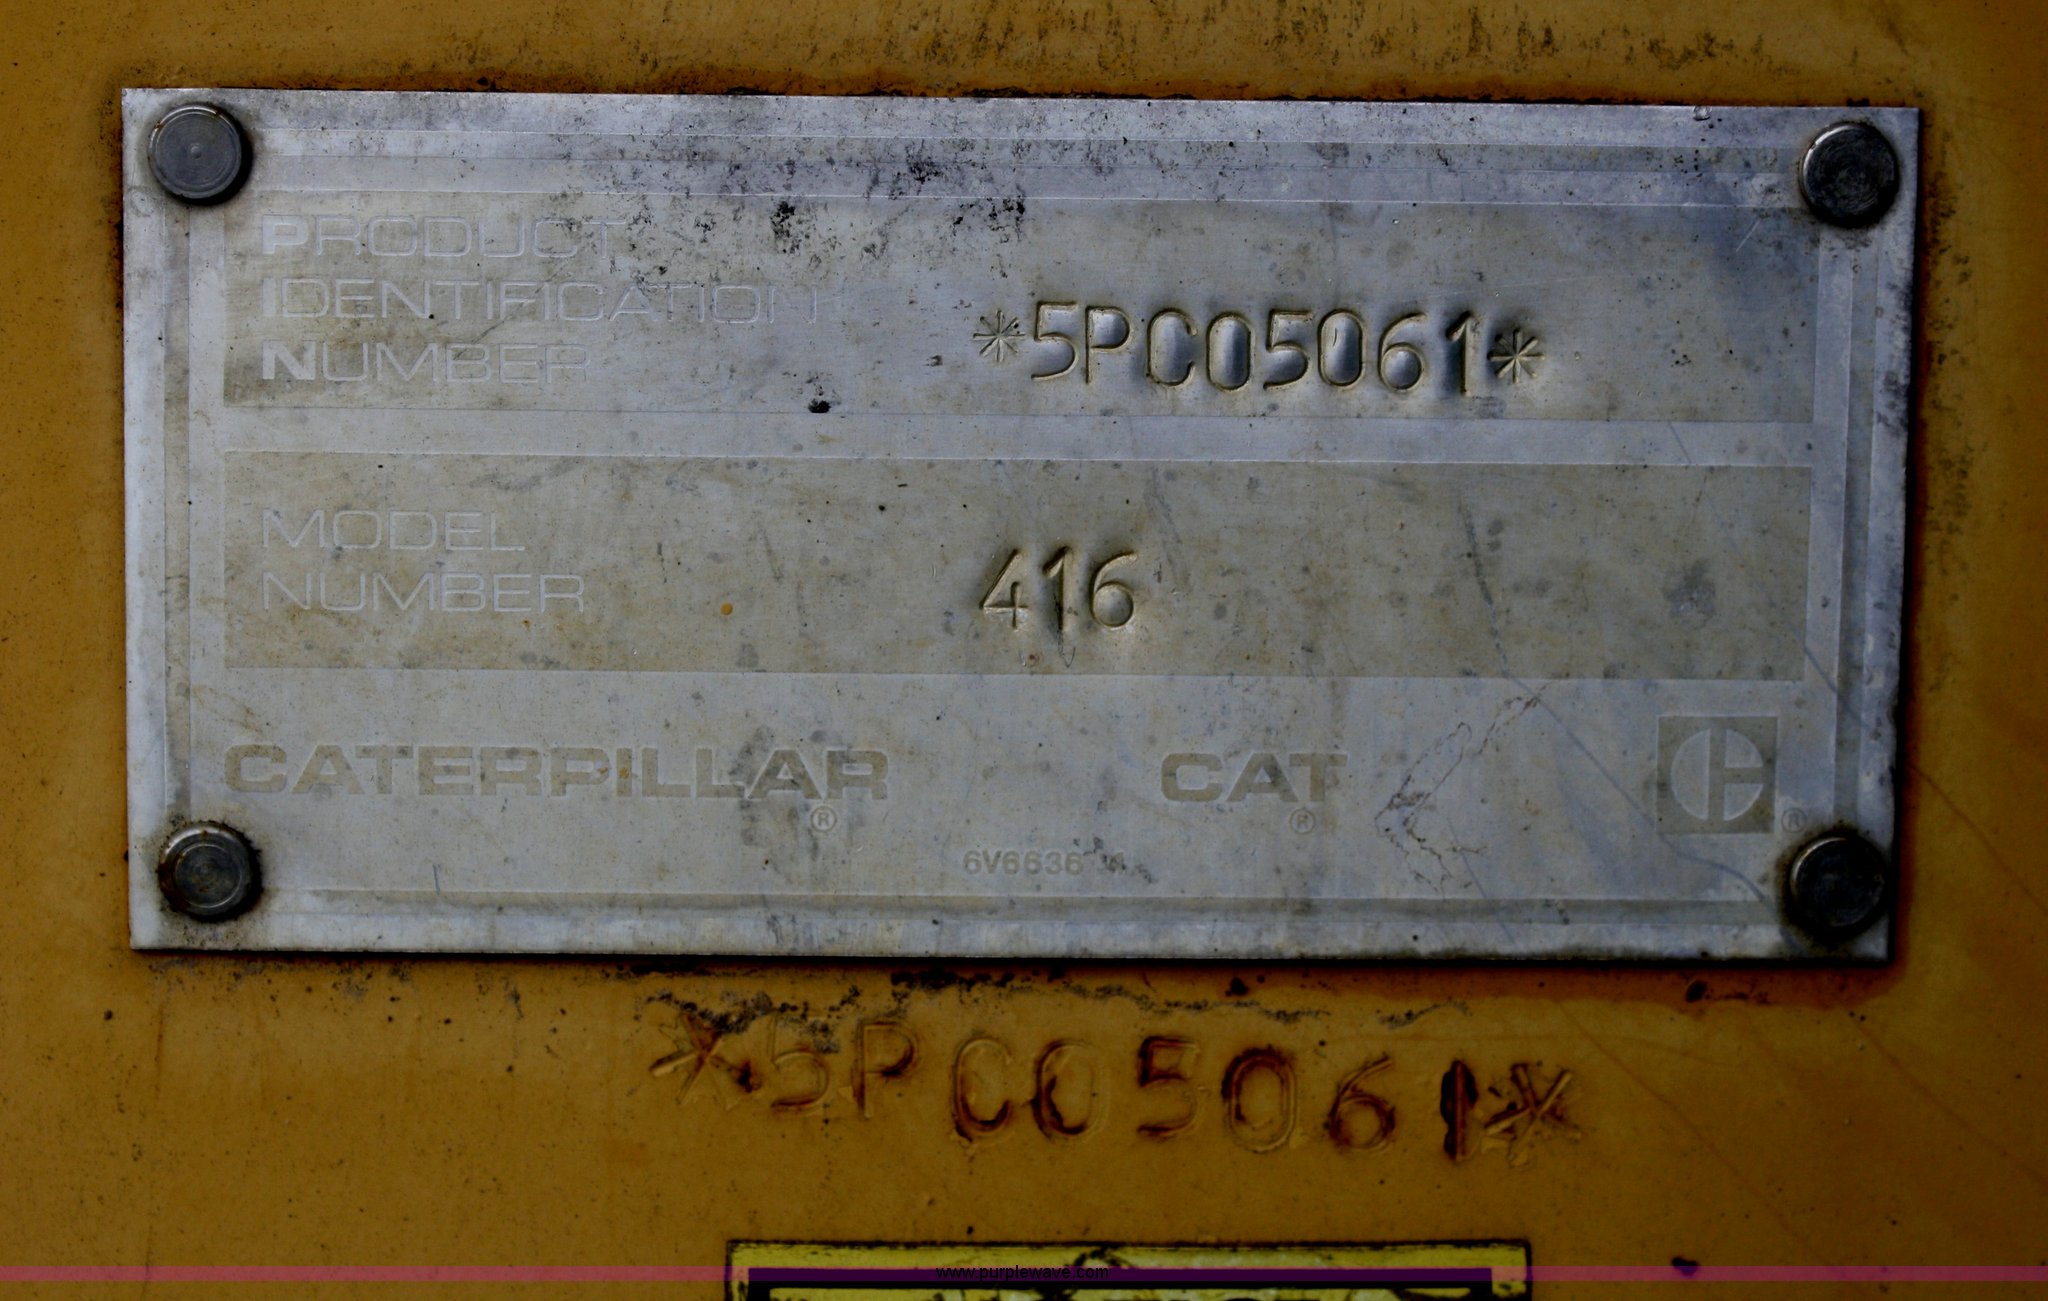 PRODUCT
IDENTIFICATION
NUMBER
*5PC05061*
MODEL
NUMBER
416
CATERPILLAR®
CAT®
®
6V6636
*5PC05061*
www.purplewave.com